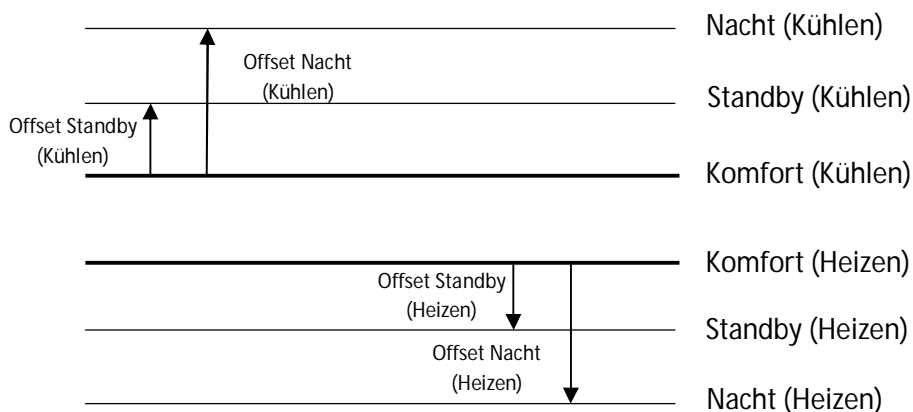 Nacht (Kühlen)
Offset Nacht
(Kühlen)
Standby (Kühlen)
Offset Standby
(Kühlen)
Komfort (Kühlen)
Komfort (Heizen)
Offset Standby
(Heizen)
Standby (Heizen)
Offset Nacht
(Heizen)
Nacht (Heizen)